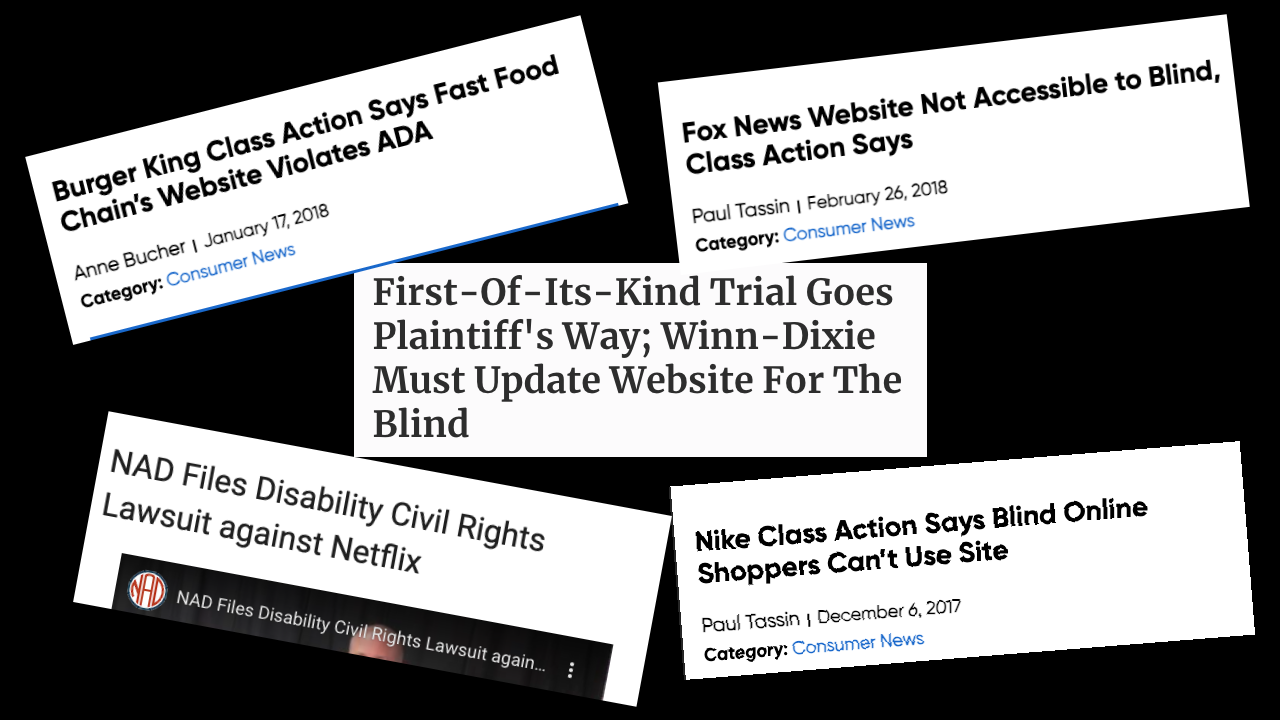 Burger King Class Action Says Fast Food
Chain's Website Violates ADA
Anne Bucher | January 17, 2018
Category: Consumer News
Fox News Website Not Accessible to Blind,
Class Action Says
Paul Tassin | February 26, 2018
Category: Consumer News
First-Of-Its-Kind Trial Goes
Plaintiff's Way; Winn-Dixie
Must Update Website For The
Blind
NAD Files Disability Civil Rights
Lawsuit against Netflix
NAD
NAD Files Disability Civil Rights Lawsuit again...
Nike Class Action Says Blind Online
Shoppers Can't Use Site
Paul Tassin | December 6, 2017
Category: Consumer News